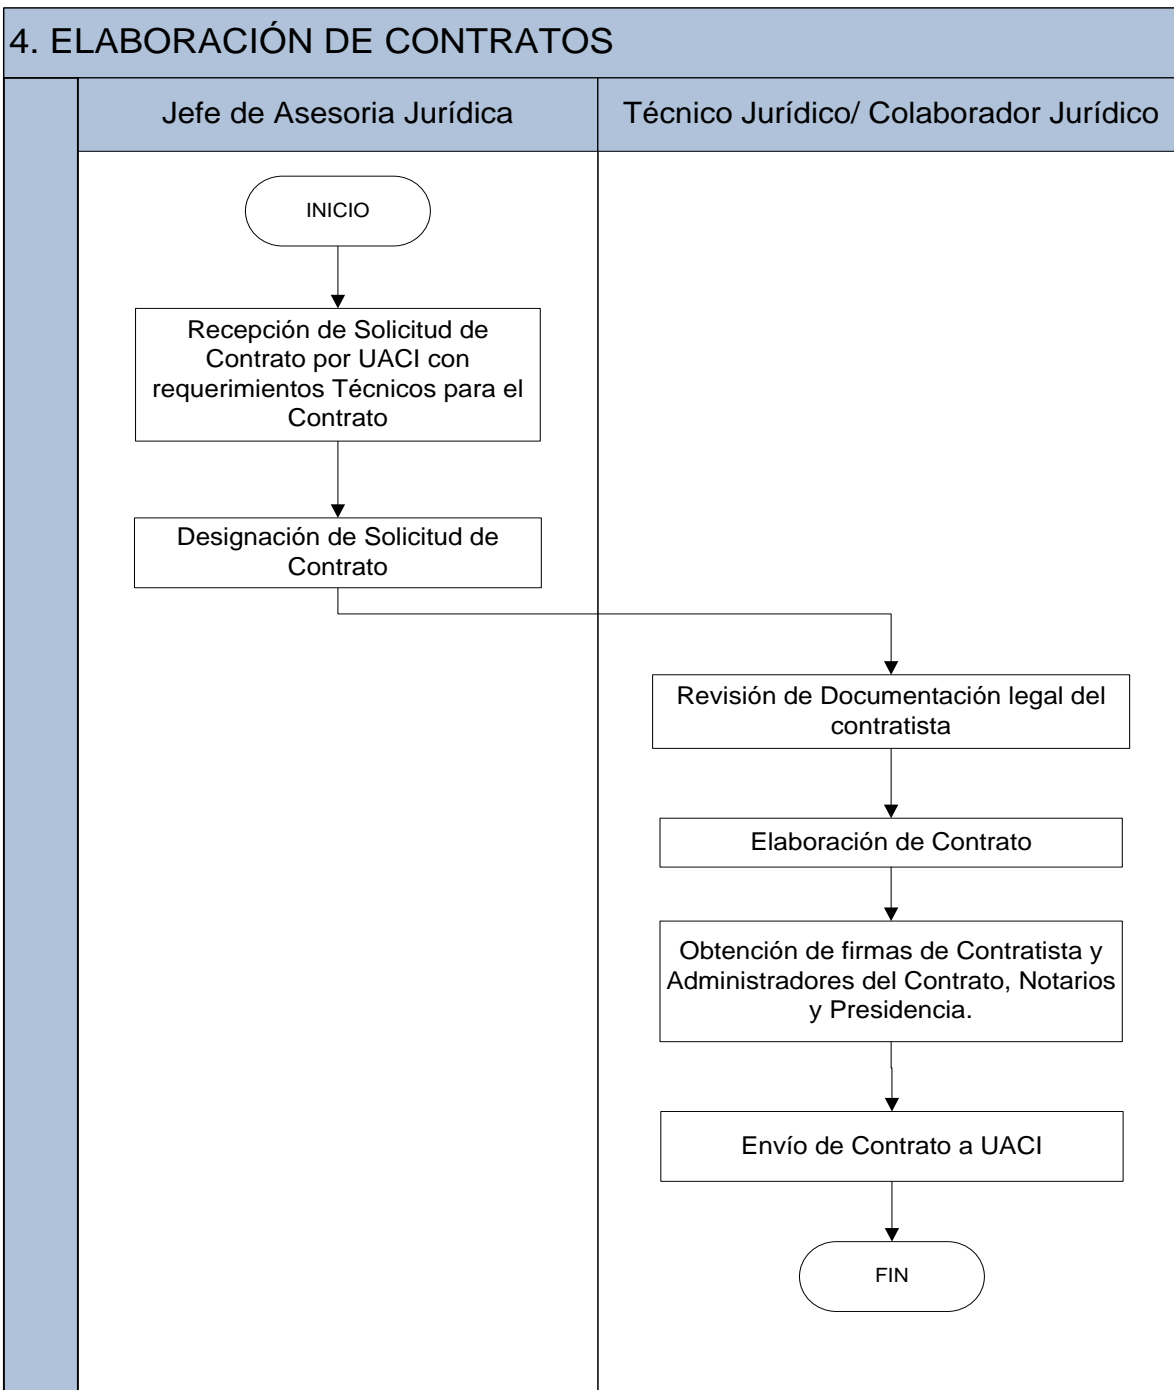 4. ELABORACIÓN DE CONTRATOS
Jefe de Asesoria Jurídica
Técnico Jurídico/ Colaborador Jurídico
INICIO
Recepción de Solicitud de
Contrato por UACI con
requerimientos Técnicos para el
Contrato
Designación de Solicitud de
Contrato
Revisión de Documentación legal del
contratista
Elaboración de Contrato
Obtención de firmas de Contratista y
Administradores del Contrato, Notarios
y Presidencia.
Envío de Contrato a UACI
FIN